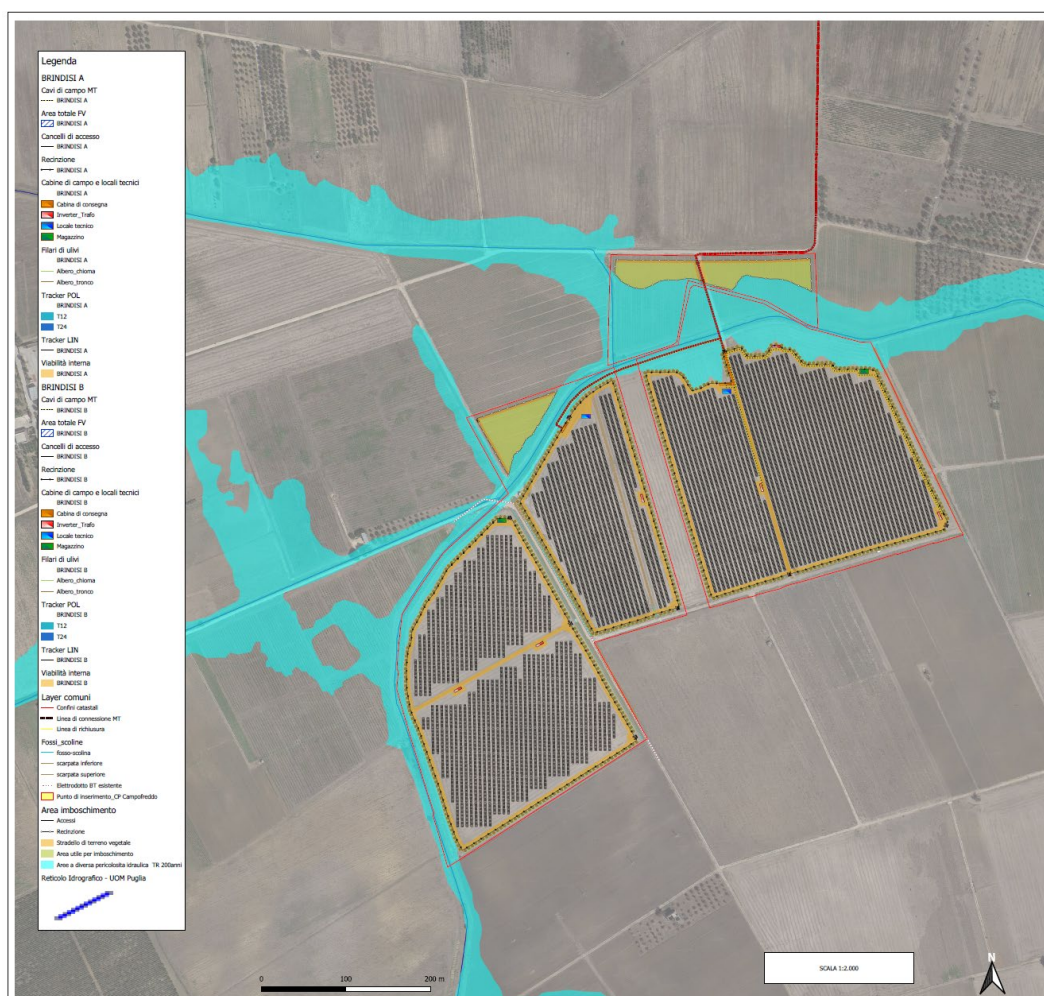 Legenda
BRINDISI A
Cavi di campo MT
BRINDISI A
Area totale FV
BRINDISI A
Cancelli di accesso
BRINDISI A
Recinzione
BRINDISI A
Cabine di campo e locali tecnici
BRINDISI A
Cabina di consegna
Inverter_Trafo
Locale tecnico
Magazzino
Filari di ulivi
BRINDISI A
Albero_chioma
Albero_tronco
Tracker POL
BRINDISI A
T12
T24
Tracker LIN
BRINDISI A
Viabilità interna
BRINDISI A
BRINDISI B
Cavi di campo MT
BRINDISI B
Area totale FV
BRINDISI B
Cancelli di accesso
BRINDISI B
Recinzione
BRINDISI B
Cabine di campo e locali tecnici
BRINDISI B
Cabina di consegna
Inverter_Trafo
Locale tecnico
Magazzino
Filari di ulivi
BRINDISI B
Albero_chioma
Albero_tronco
Tracker POL
BRINDISI B
T12
T24
Tracker LIN
BRINDISI B
Viabilità interna
BRINDISI B
Layer comuni
Confini catastali
Linea di connessione MT
Linea di richiusura
Fossi_scoline
fosso-scolina
scarpata inferiore
scarpata superiore
Elettrodotto BT esistente
Punto di inserimento_CP Campofreddo
Area imboschimento
Accessi
Recinzione
Stradello di terreno vegetale
Area utile per imboschimento
Aree a diversa pericolosita idraulica TR 200anni
Reticolo Idrografico - UOM Puglia
0 100 200 m
SCALA 1:2.000
N